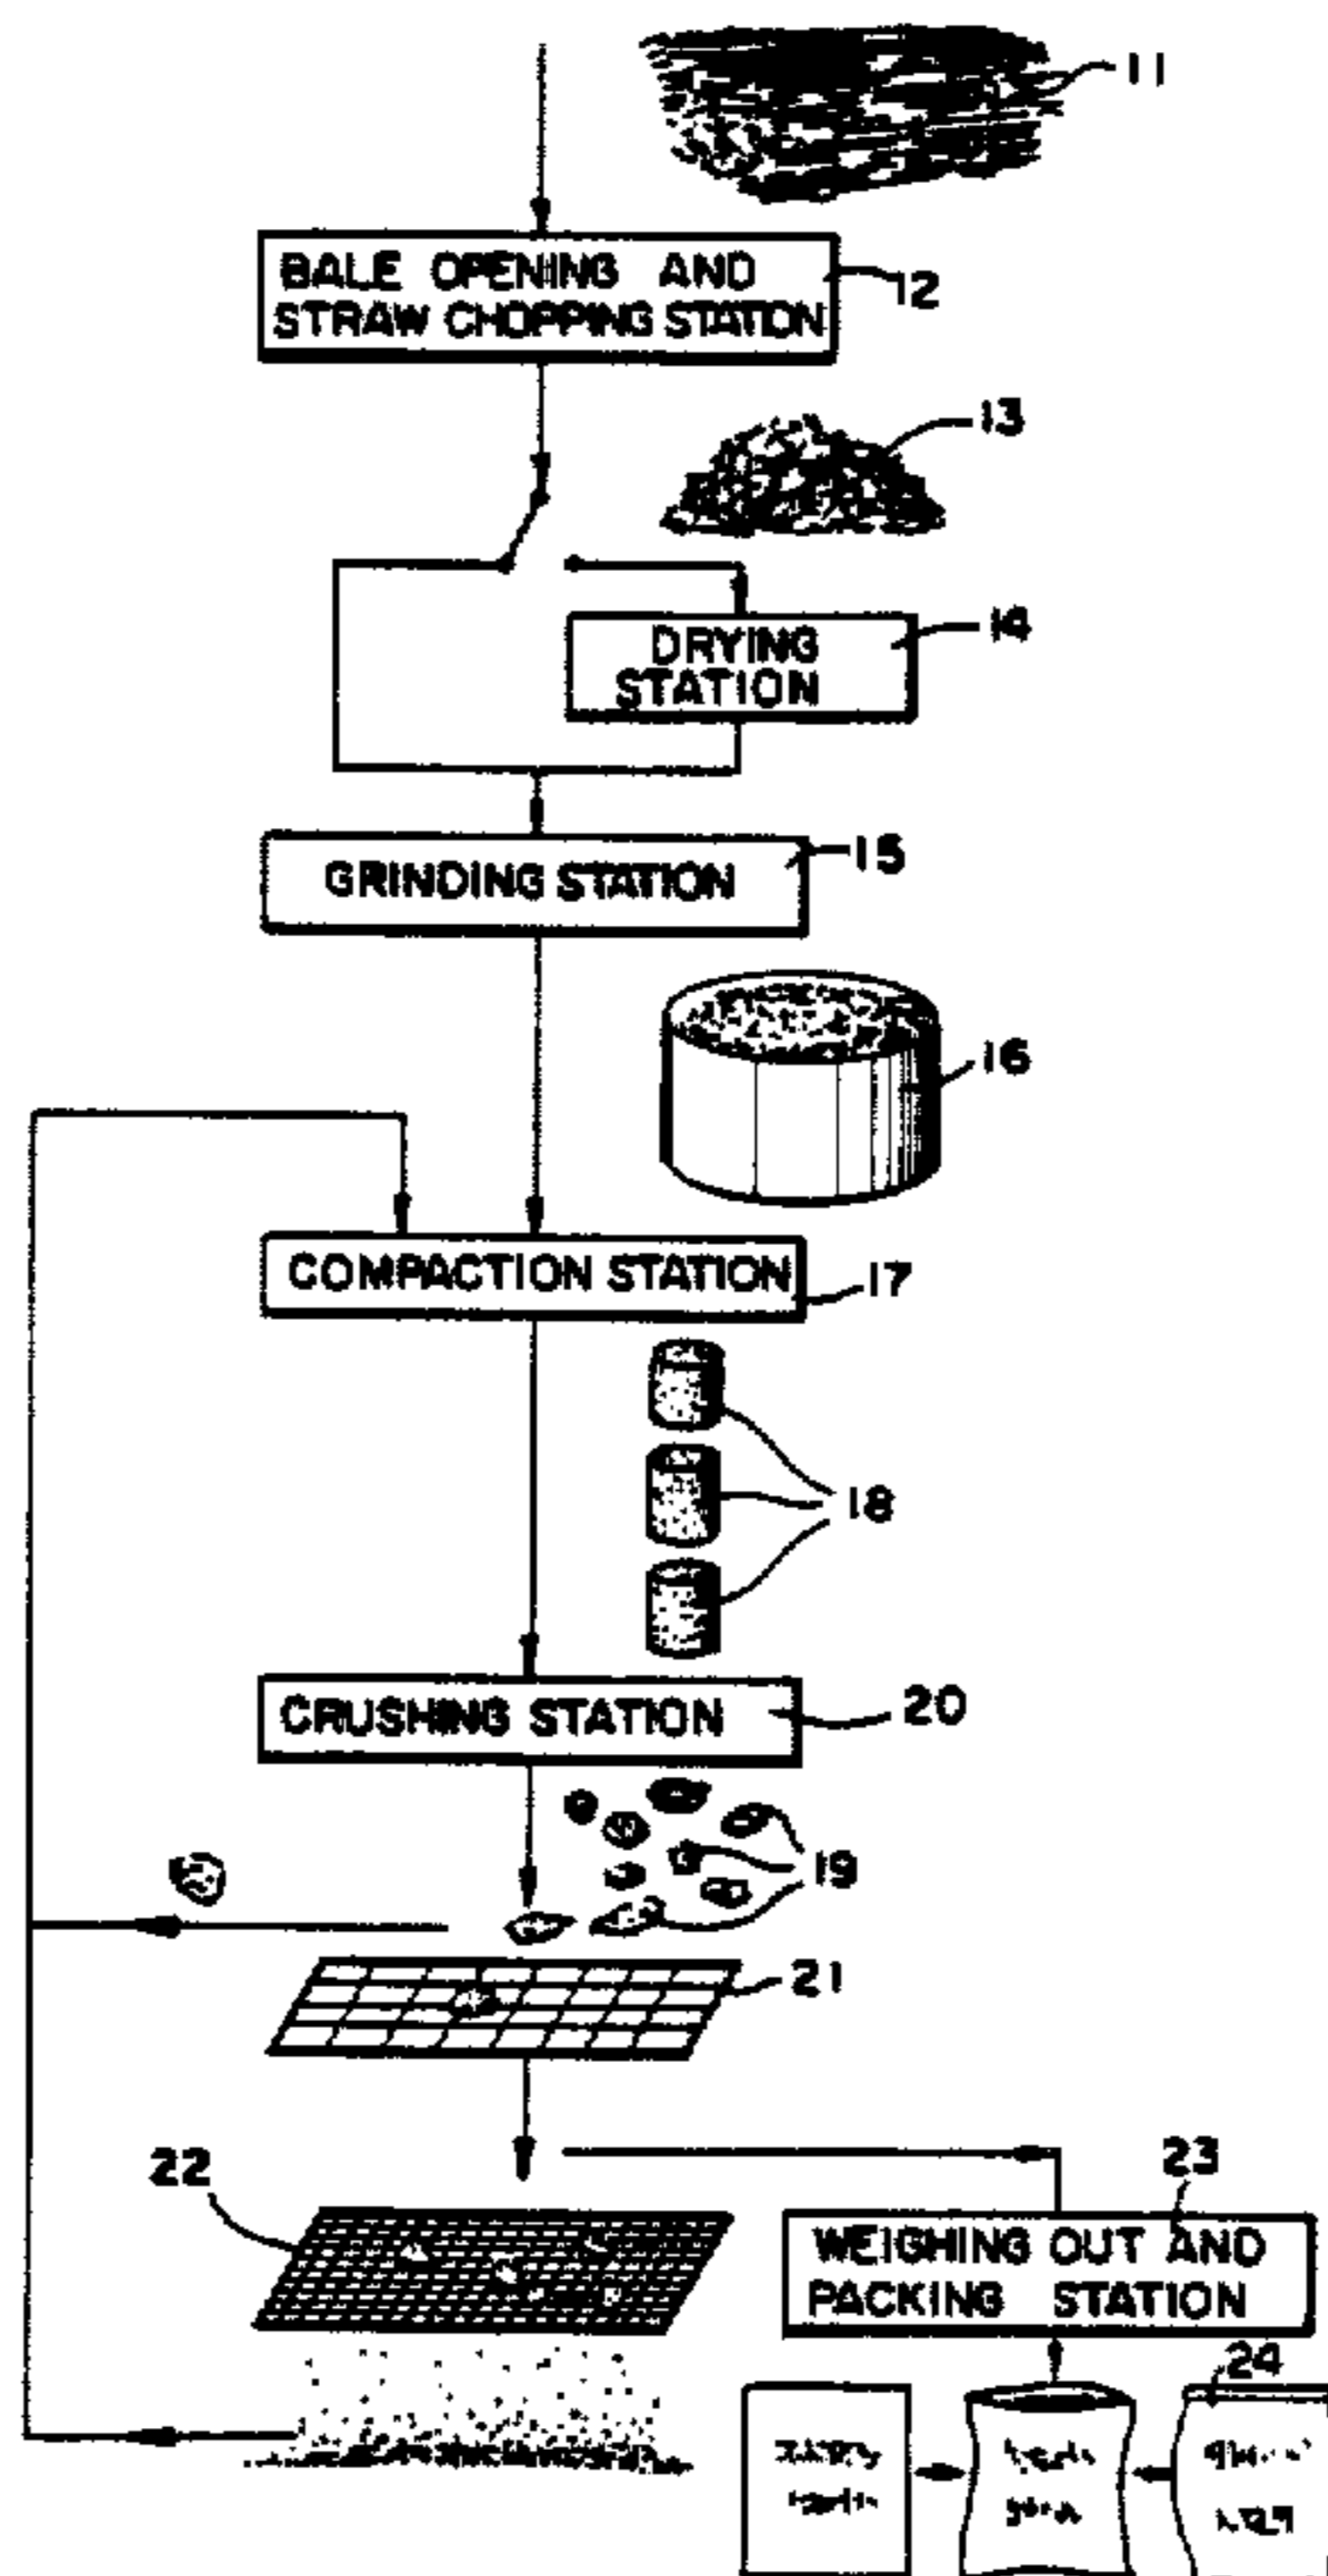 11
BALE OPENING AND
STRAW CHOPPING STATION
12
13
DRYING
STATION
14
GRINDING STATION
15
16
COMPACTION STATION
17
18
CRUSHING STATION
20
19
21
22
23
WEIGHING OUT AND
PACKING STATION
24